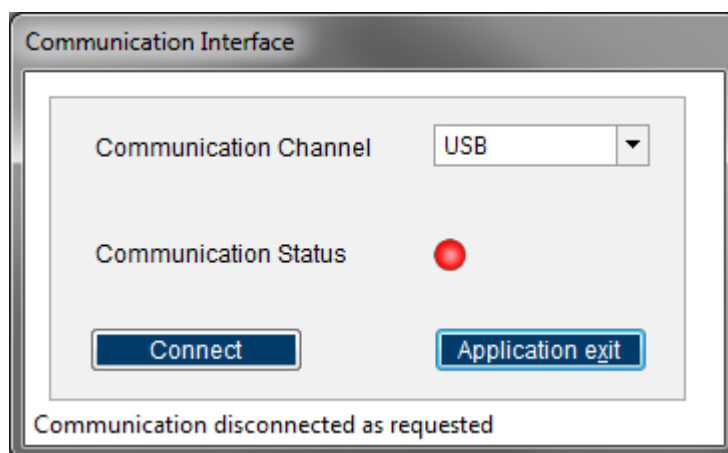 Communication Interface
Communication Channel USB
Communication Status
Connect Application exit
Communication disconnected as requested